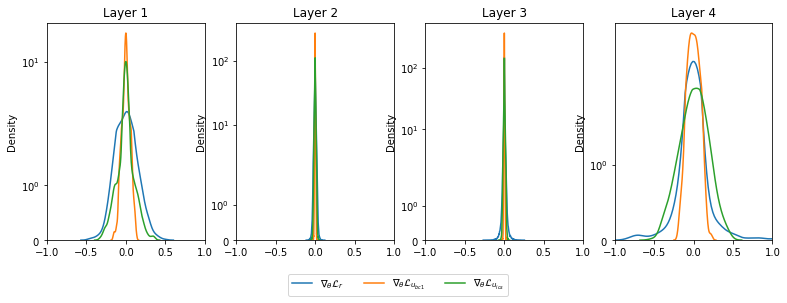 Layer 1 Layer 2 Layer 3 Layer 4
Density Density Density Density
10¹ 10² 10² 10⁰
10⁰ 10¹ 10¹ 0
0 10⁰ 10⁰
0 0
−1.0 −0.5 0.0 0.5 1.0 −1.0 −0.5 0.0 0.5 1.0 −1.0 −0.5 0.0 0.5 1.0 −1.0 −0.5 0.0 0.5 1.0
∇θℒr ∇θℒu_bc1 ∇θℒu_ics